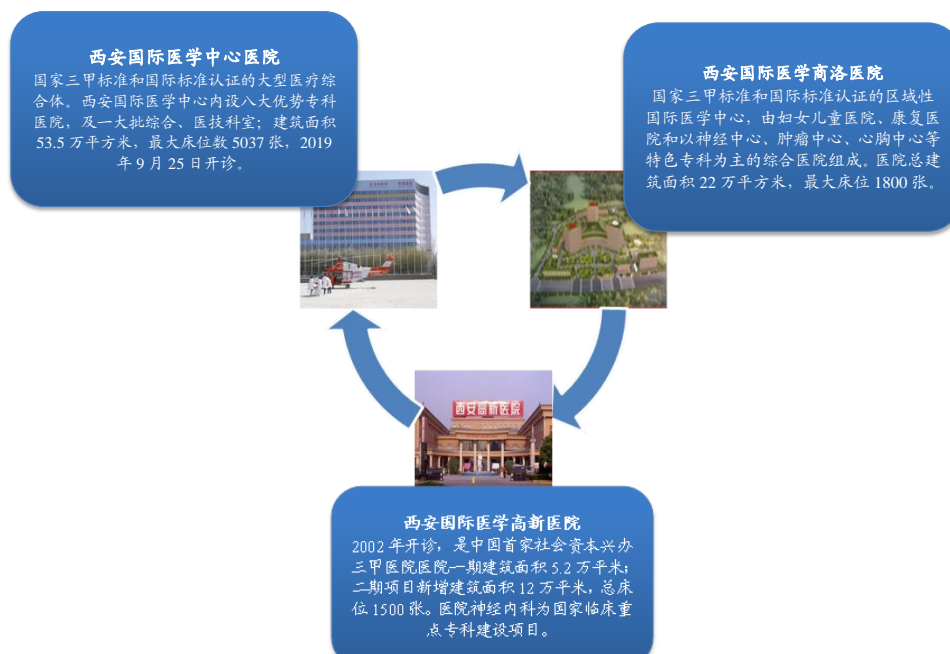 西安国际医学中心医院
国家三甲标准和国际标准认证的大型医疗综
合体。西安国际医学中心内设八大优势专科
医院，及一大批综合、医技科室；建筑面积
53.5 万平方米，最大床位数 5037 张，2019
年 9 月 25 日开诊。
西安国际医学商洛医院
国家三甲标准和国际标准认证的区域性
国际医学中心，由妇女儿童医院、康复医
院和以神经中心、肿瘤中心、心胸中心等
特色专科为主的综合医院组成。医院总建
筑面积 22 万平方米，最大床位 1800 张。
西安高新医院
西安国际医学高新医院
2002 年开诊，是中国首家社会资本兴办
三甲医院医院一期建筑面积 5.2 万平米；
二期项目新增建筑面积 12 万平米，总床
位 1500 张。医院神经内科为国家临床重
点专科建设项目。